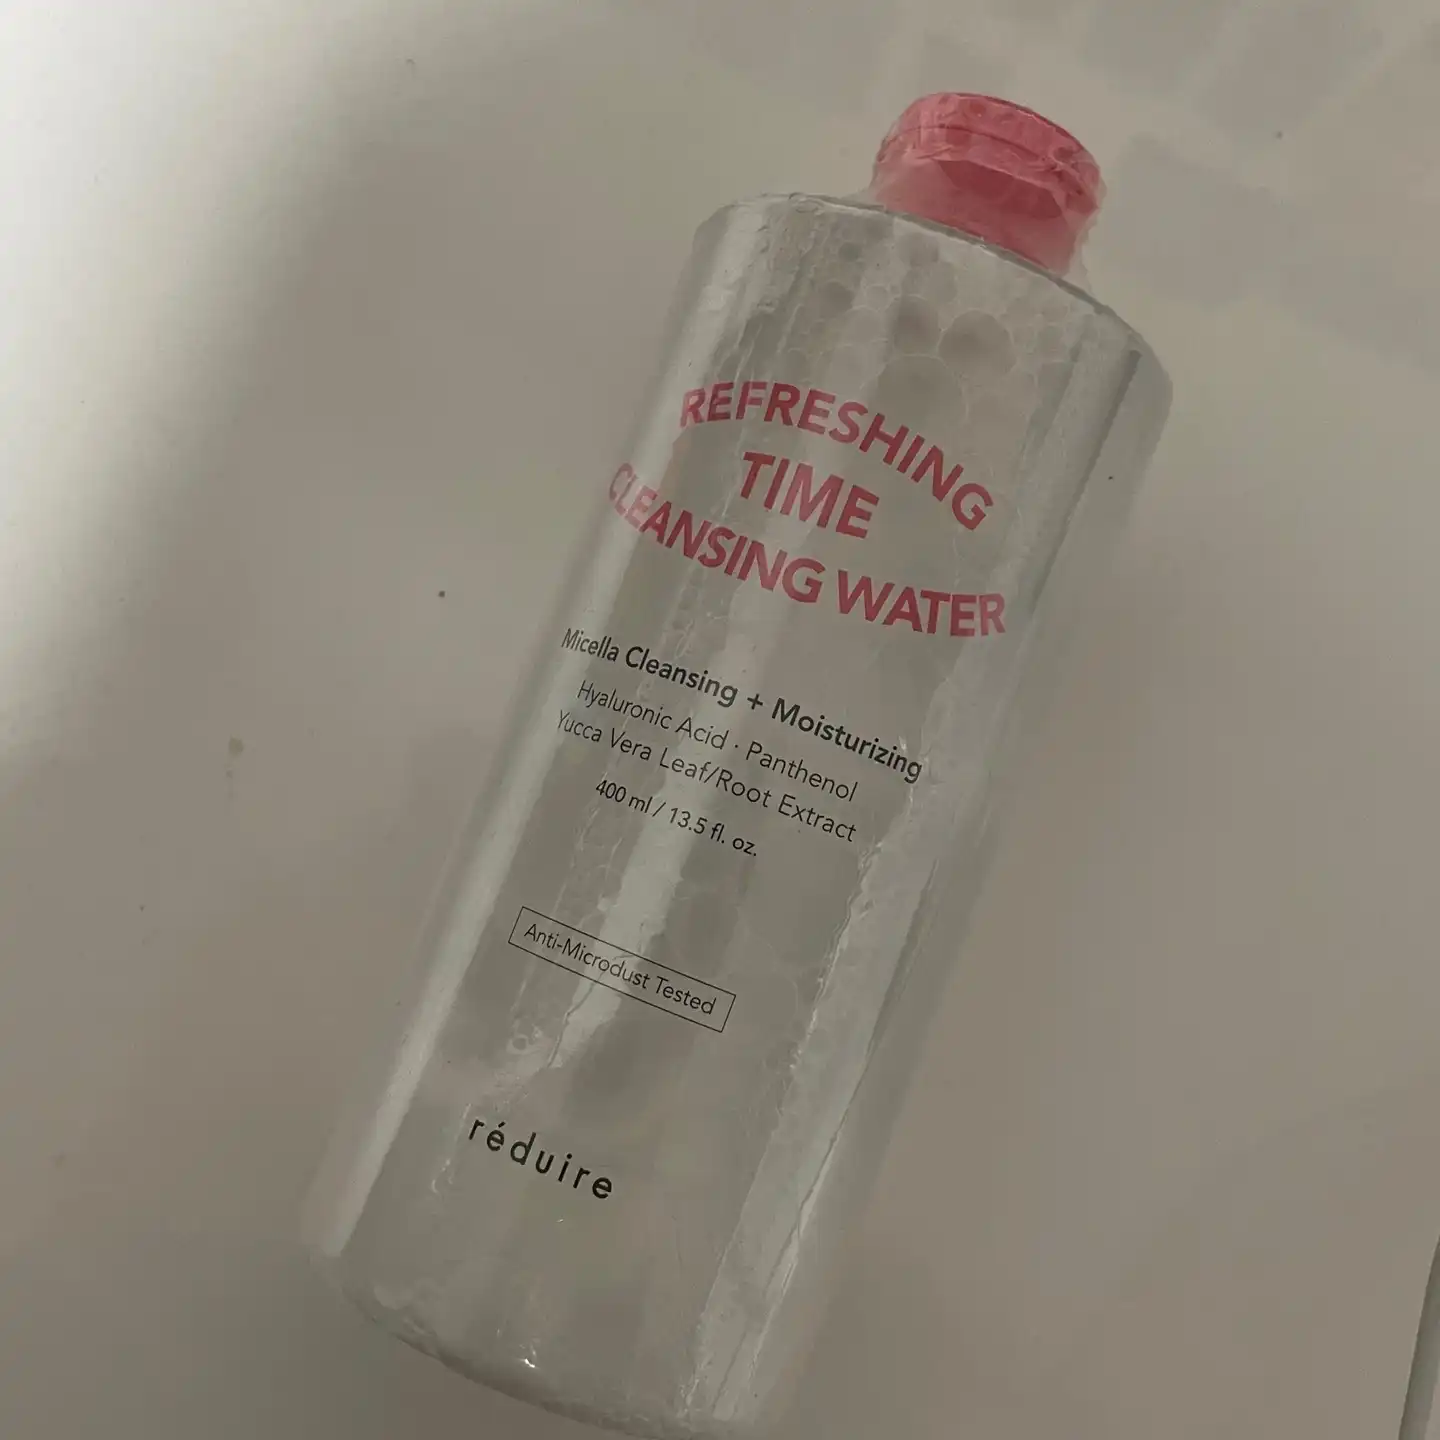 REFRESHING
TIME
CLEANSING WATER
Micella Cleansing + Moisturizing
Hyaluronic Acid · Panthenol
Yucca Vera Leaf/Root Extract
400 ml / 13.5 fl. oz.
Anti-Microdust Tested
réduire